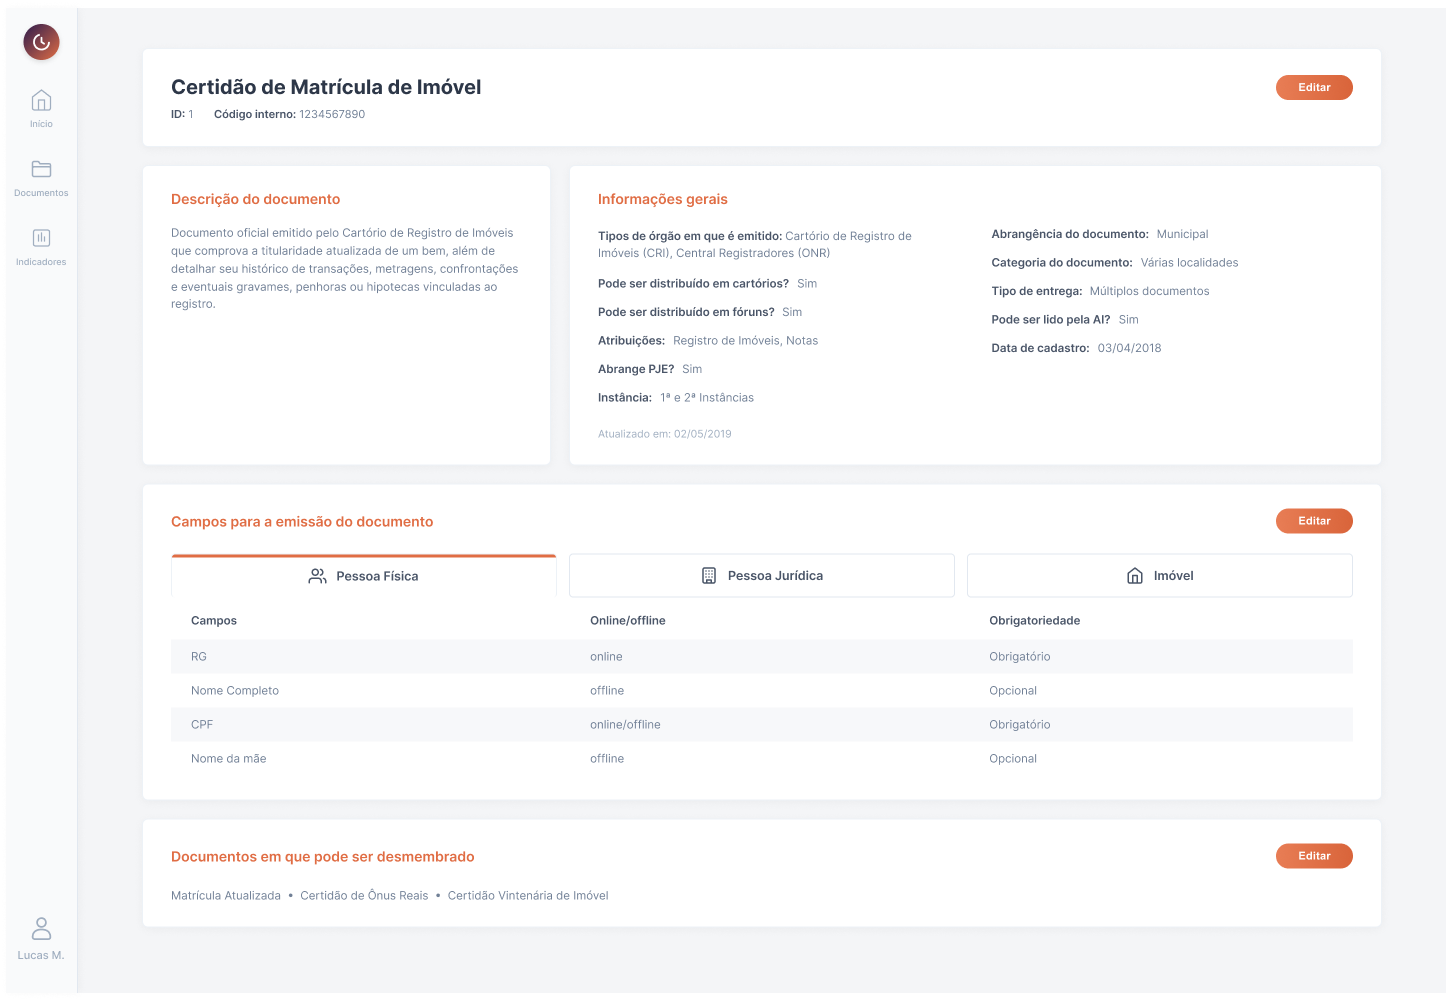 Início
Documentos
Indicadores
Lucas M.
Certidão de Matrícula de Imóvel
Editar
ID: 1 Código interno: 1234567890
Descrição do documento
Documento oficial emitido pelo Cartório de Registro de Imóveis
que comprova a titularidade atualizada de um bem, além de
detalhar seu histórico de transações, metragens, confrontações
e eventuais gravames, penhoras ou hipotecas vinculadas ao
registro.
Informações gerais
Tipos de órgão em que é emitido: Cartório de Registro de
Imóveis (CRI), Central Registradores (ONR)
Pode ser distribuído em cartórios? Sim
Pode ser distribuído em fóruns? Sim
Atribuições: Registro de Imóveis, Notas
Abrange PJE? Sim
Instância: 1ª e 2ª Instâncias
Atualizado em: 02/05/2019
Abrangência do documento: Municipal
Categoria do documento: Várias localidades
Tipo de entrega: Múltiplos documentos
Pode ser lido pela AI? Sim
Data de cadastro: 03/04/2018
Campos para a emissão do documento
Editar
Pessoa Física
Pessoa Jurídica
Imóvel
Campos Online/offline Obrigatoriedade
RG online Obrigatório
Nome Completo offline Opcional
CPF online/offline Obrigatório
Nome da mãe offline Opcional
Documentos em que pode ser desmembrado
Editar
Matrícula Atualizada • Certidão de Ônus Reais • Certidão Vintenária de Imóvel